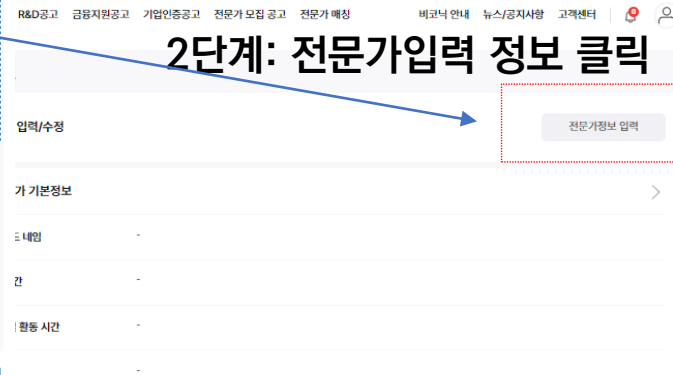 R&D공고 금융지원공고 기업인증공고 전문가 모집 공고 전문가 매칭 비코닉 안내 뉴스/공지사항 고객센터
2단계: 전문가입력 정보 클릭
입력/수정 전문가정보 입력
가 기본정보
드 네임 -
간 -
활동 시간 -
-